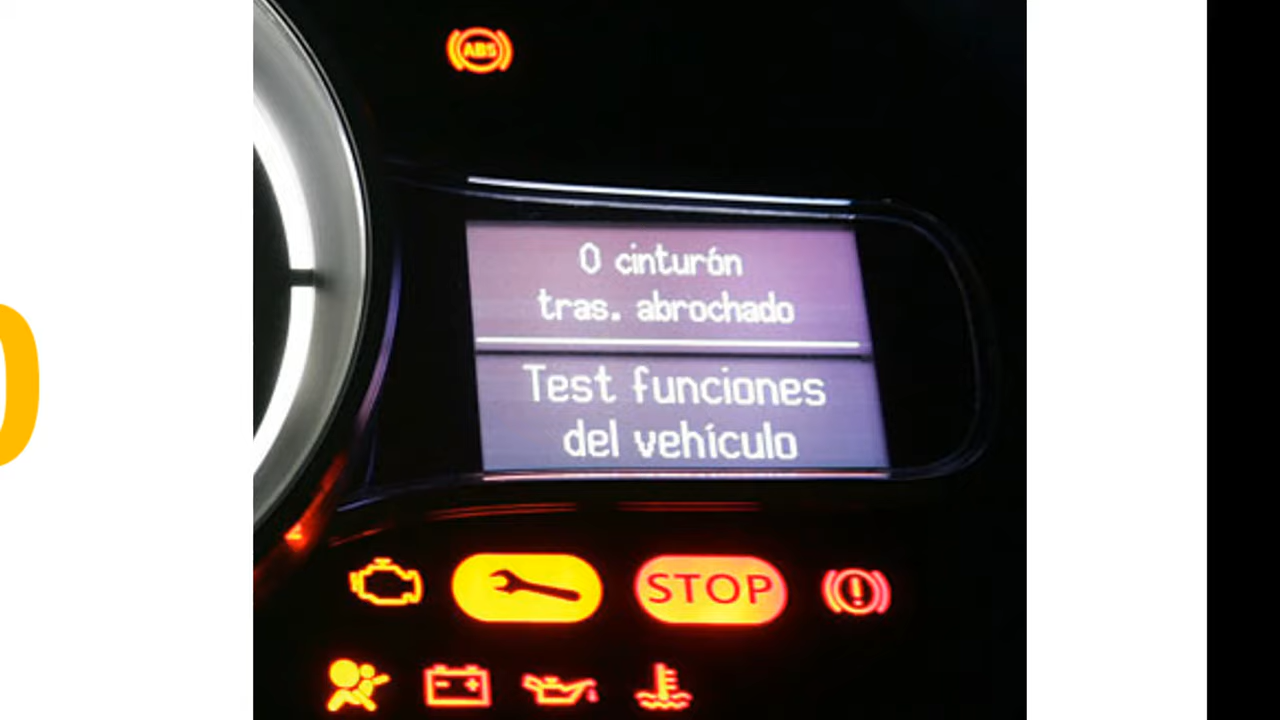 ABS
0 cinturón
tras. abrochado
Test funciones
del vehículo
STOP